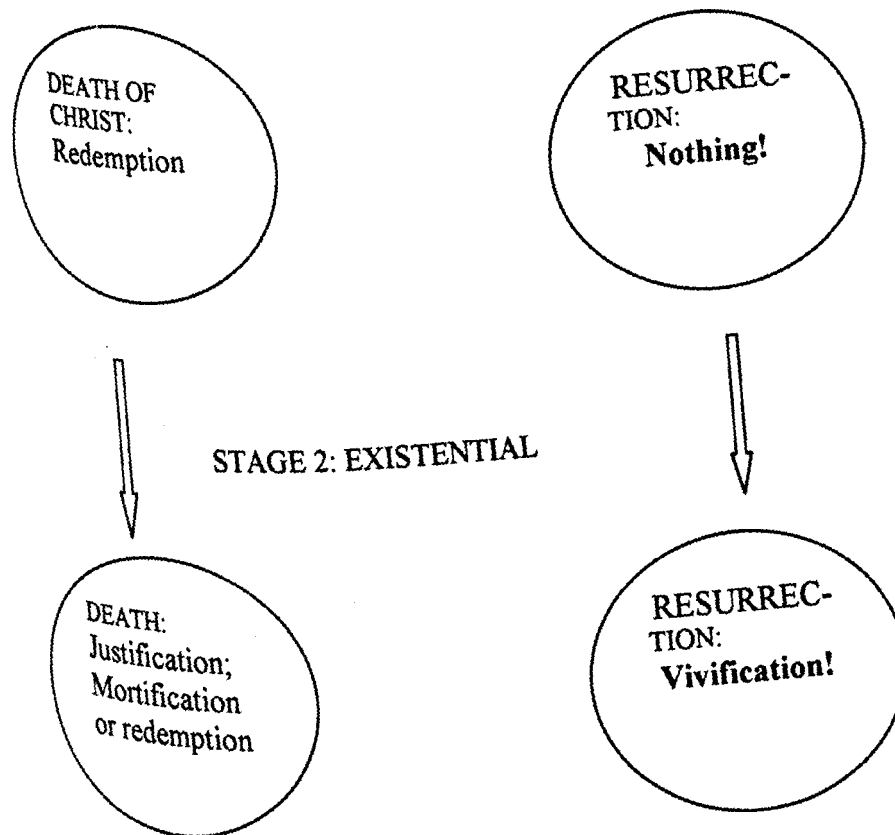 DEATH OF
CHRIST:
Redemption
RESURREC-
TION:
Nothing!
STAGE 2: EXISTENTIAL
DEATH:
Justification;
Mortification
or redemption
RESURREC-
TION:
Vivification!